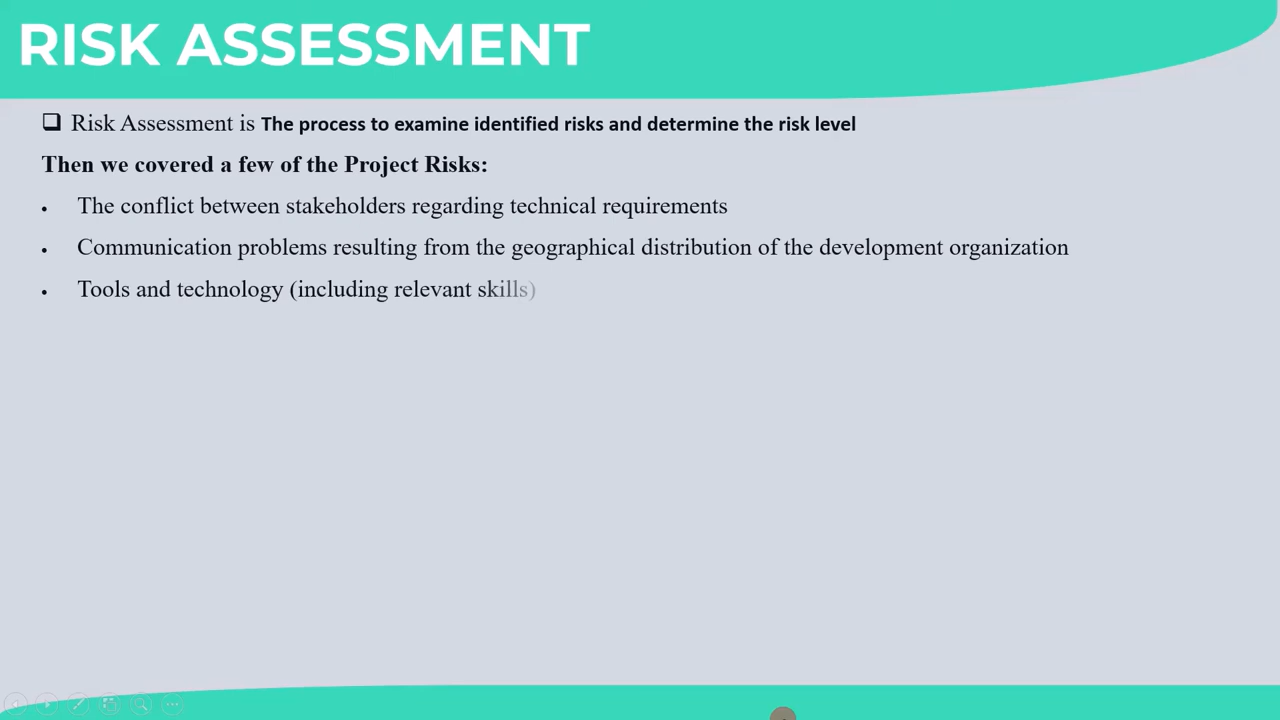 RISK ASSESSMENT
❑ Risk Assessment is The process to examine identified risks and determine the risk level
Then we covered a few of the Project Risks:
• The conflict between stakeholders regarding technical requirements
• Communication problems resulting from the geographical distribution of the development organization
• Tools and technology (including relevant skills)